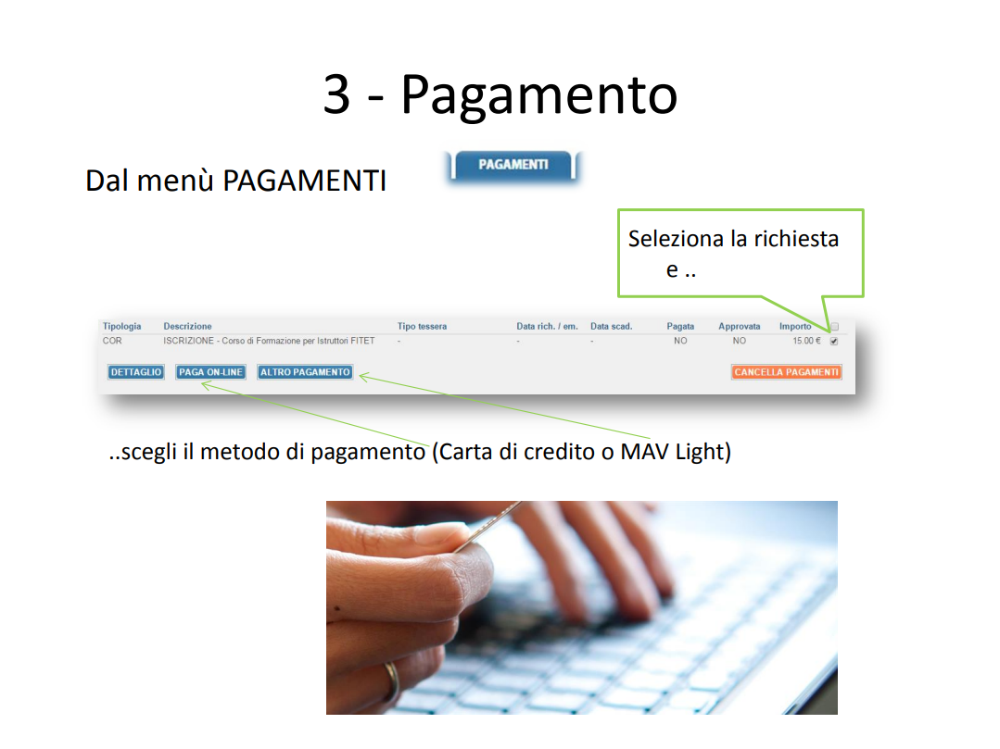 3 - Pagamento
Dal menù PAGAMENTI
PAGAMENTI
Seleziona la richiesta
e ..
Tipologia Descrizione Tipo tessera Data rich. / em. Data scad. Pagata Approvata Importo
COR ISCRIZIONE - Corso di Formazione per Istruttori FITET - - - NO NO 15.00 €
DETTAGLIO PAGA ON-LINE ALTRO PAGAMENTO CANCELLA PAGAMENTI
..scegli il metodo di pagamento (Carta di credito o MAV Light)